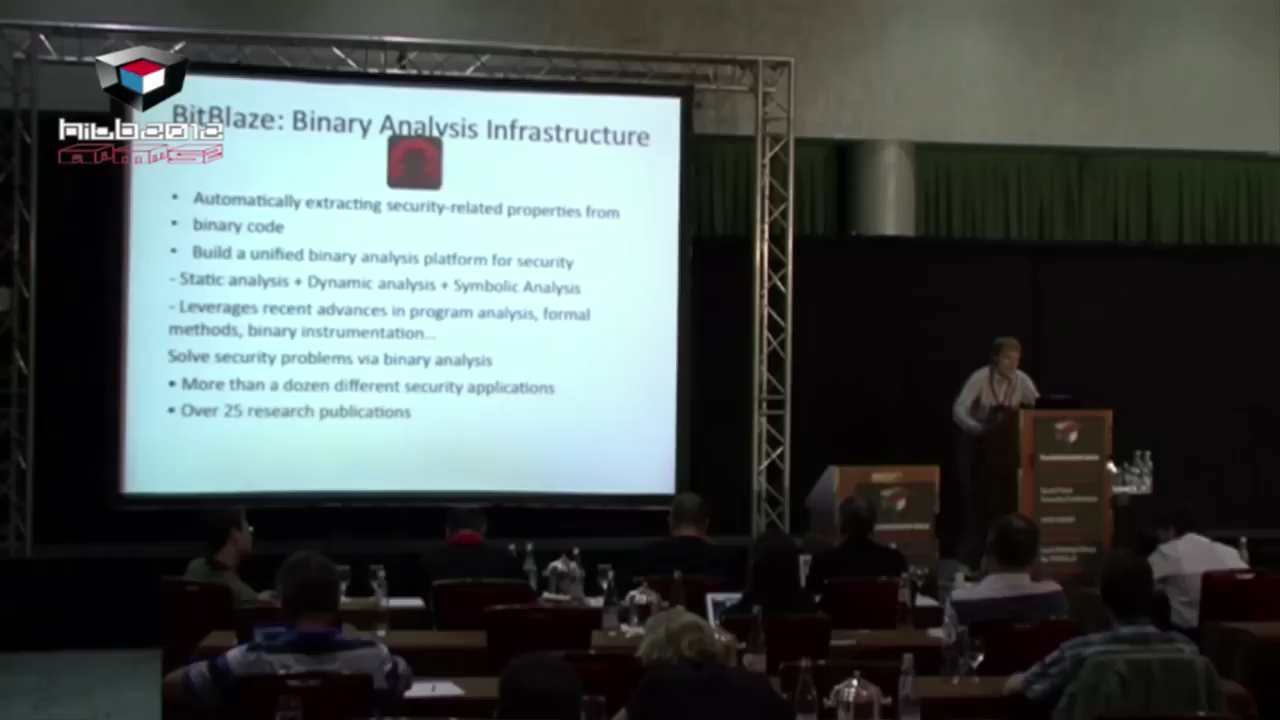 BitBlaze: Binary Analysis Infrastructure
hitb2012
• Automatically extracting security-related properties from
• binary code
• Build a unified binary analysis platform for security
- Static analysis + Dynamic analysis + Symbolic Analysis
- Leverages recent advances in program analysis, formal
methods, binary instrumentation...
Solve security problems via binary analysis
• More than a dozen different security applications
• Over 25 research publications